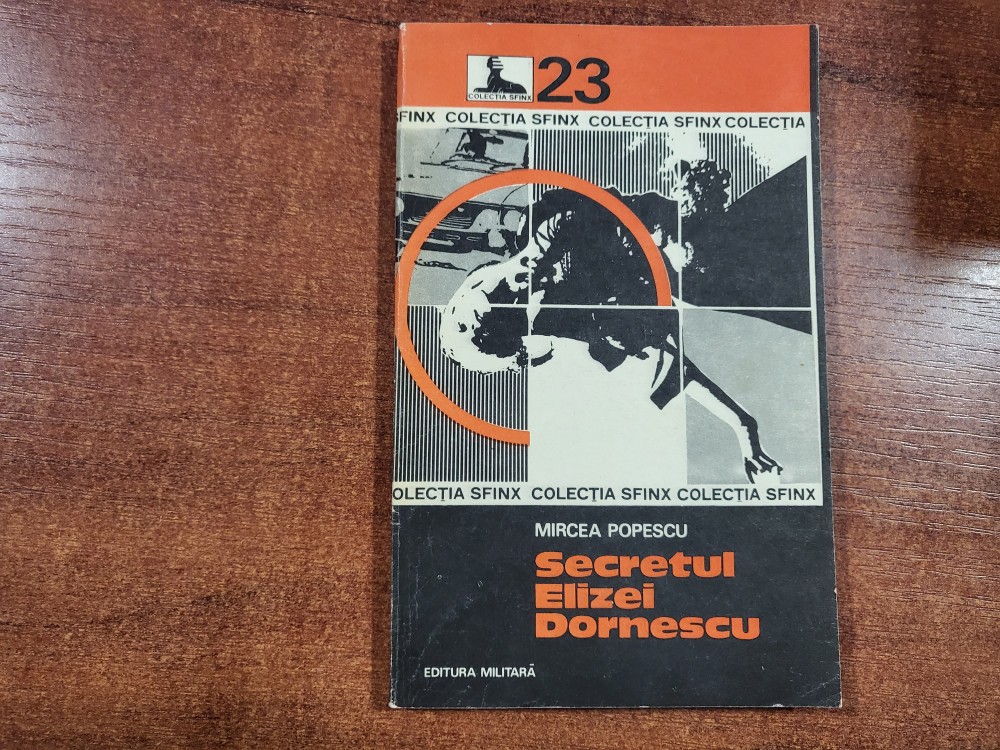 COLECȚIA SFINX
23
SFINX COLECȚIA SFINX COLECȚIA SFINX COLECȚIA
OLECȚIA SFINX COLECȚIA SFINX COLECȚIA SFINX
MIRCEA POPESCU
Secretul
Elizei
Dornescu
EDITURA MILITARĂ